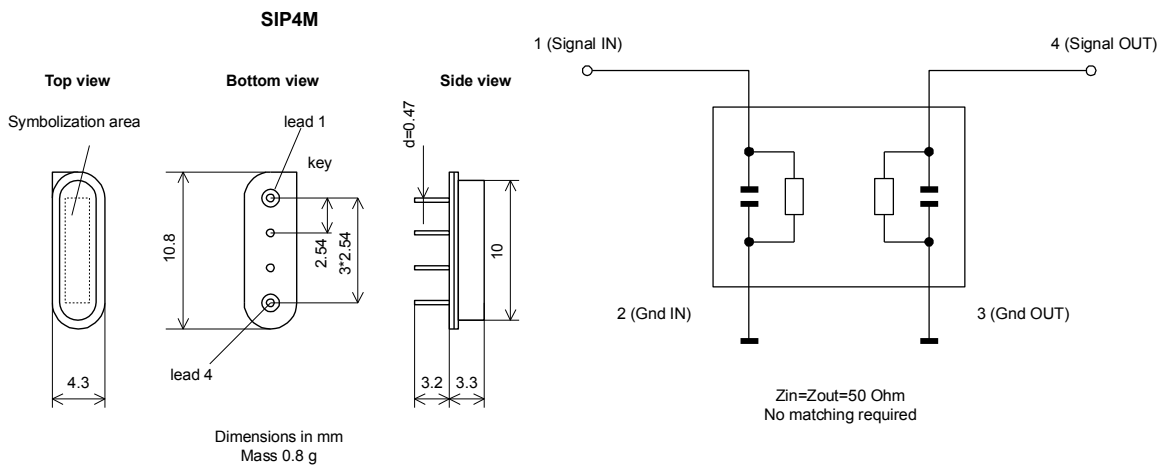 SIP4M
Top view
Bottom view
Side view
Symbolization area
lead 1
key
d=0.47
10.8
2.54
3*2.54
10
lead 4
4.3
3.2
3.3
Dimensions in mm
Mass 0.8 g
1 (Signal IN)
4 (Signal OUT)
2 (Gnd IN)
3 (Gnd OUT)
Zin=Zout=50 Ohm
No matching required